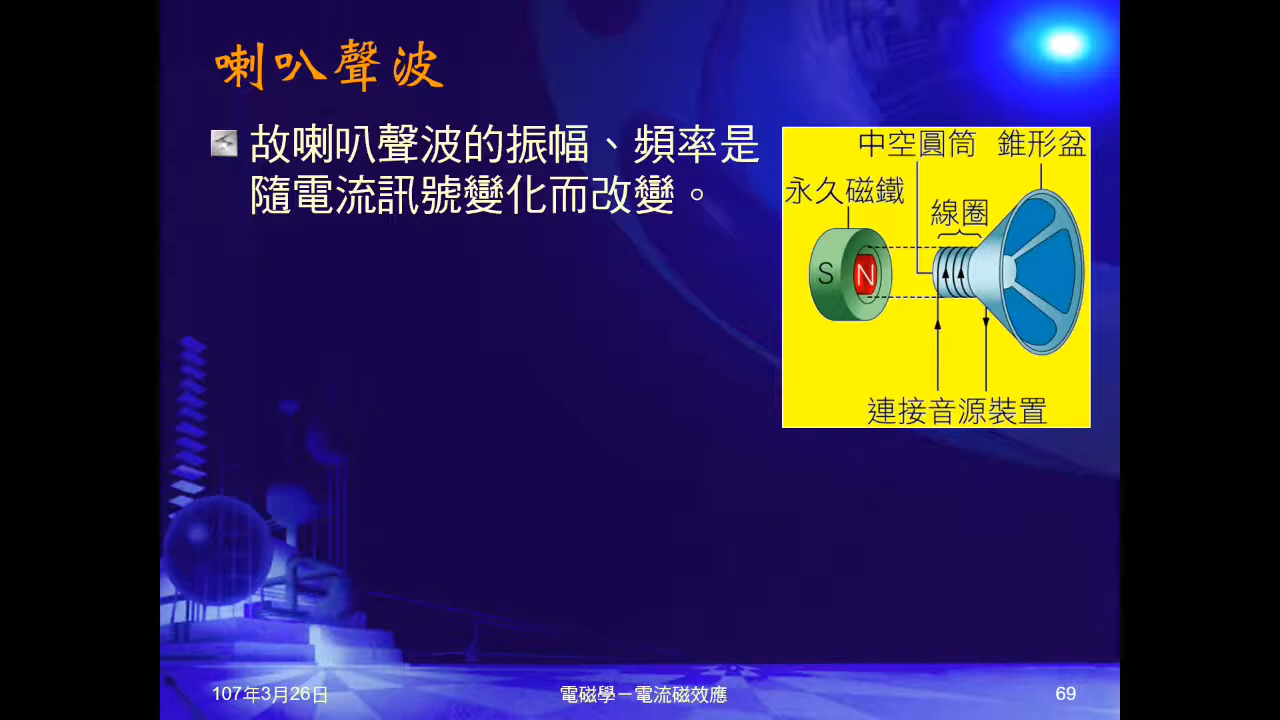 喇叭聲波
故喇叭聲波的振幅、頻率是
隨電流訊號變化而改變。
中空圓筒 錐形盆
永久磁鐵
線圈
S N
連接音源裝置
107年3月26日 電磁學－電流磁效應 69